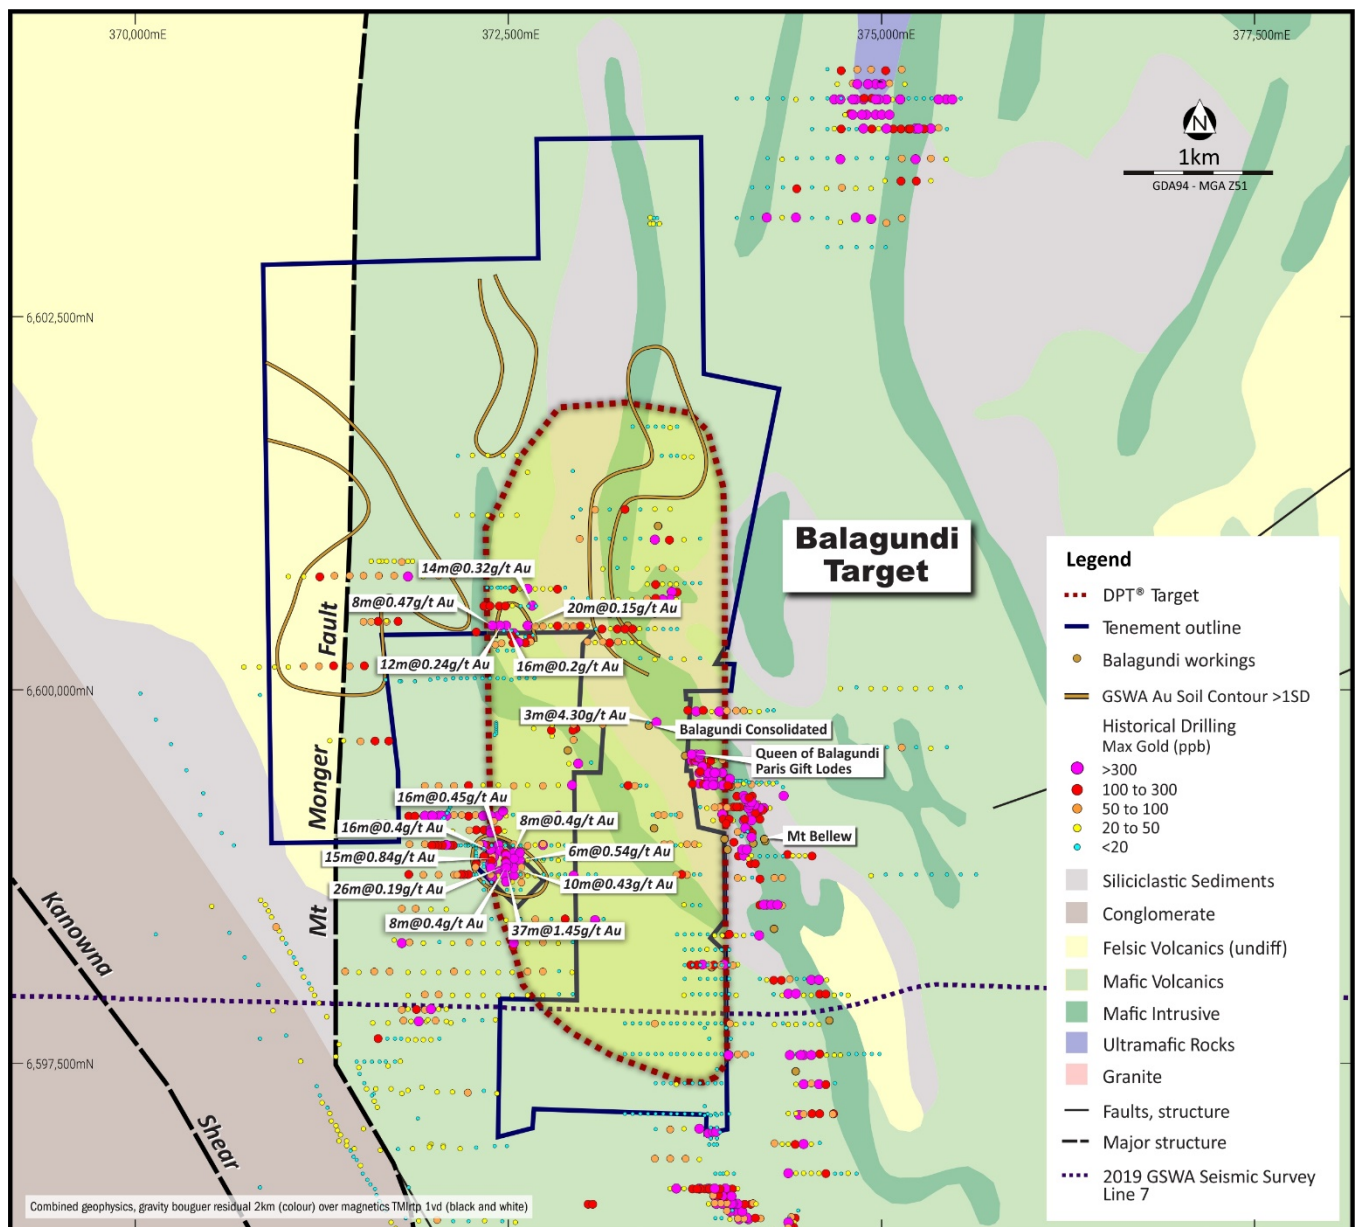 370,000mE
372,500mE
375,000mE
377,500mE
N
1km
GDA94 - MGA Z51
6,602,500mN
Balagundi
Target
14m@0.32g/t Au
8m@0.47g/t Au
20m@0.15g/t Au
12m@0.24g/t Au
16m@0.2g/t Au
6,600,000mN
3m@4.30g/t Au
Balagundi Consolidated
Queen of Balagundi
Paris Gift Lodes
16m@0.45g/t Au
8m@0.4g/t Au
16m@0.4g/t Au
Mt Bellew
15m@0.84g/t Au
6m@0.54g/t Au
26m@0.19g/t Au
10m@0.43g/t Au
8m@0.4g/t Au
37m@1.45g/t Au
Mt Monger Fault
Kanowna Shear
6,597,500mN
Legend
DPT® Target
Tenement outline
Balagundi workings
GSWA Au Soil Contour >1SD
Historical Drilling
Max Gold (ppb)
>300
100 to 300
50 to 100
20 to 50
<20
Siliciclastic Sediments
Conglomerate
Felsic Volcanics (undiff)
Mafic Volcanics
Mafic Intrusive
Ultramafic Rocks
Granite
Faults, structure
Major structure
2019 GSWA Seismic Survey
Line 7
Combined geophysics, gravity bouguer residual 2km (colour) over magnetics TMIrtp 1vd (black and white)